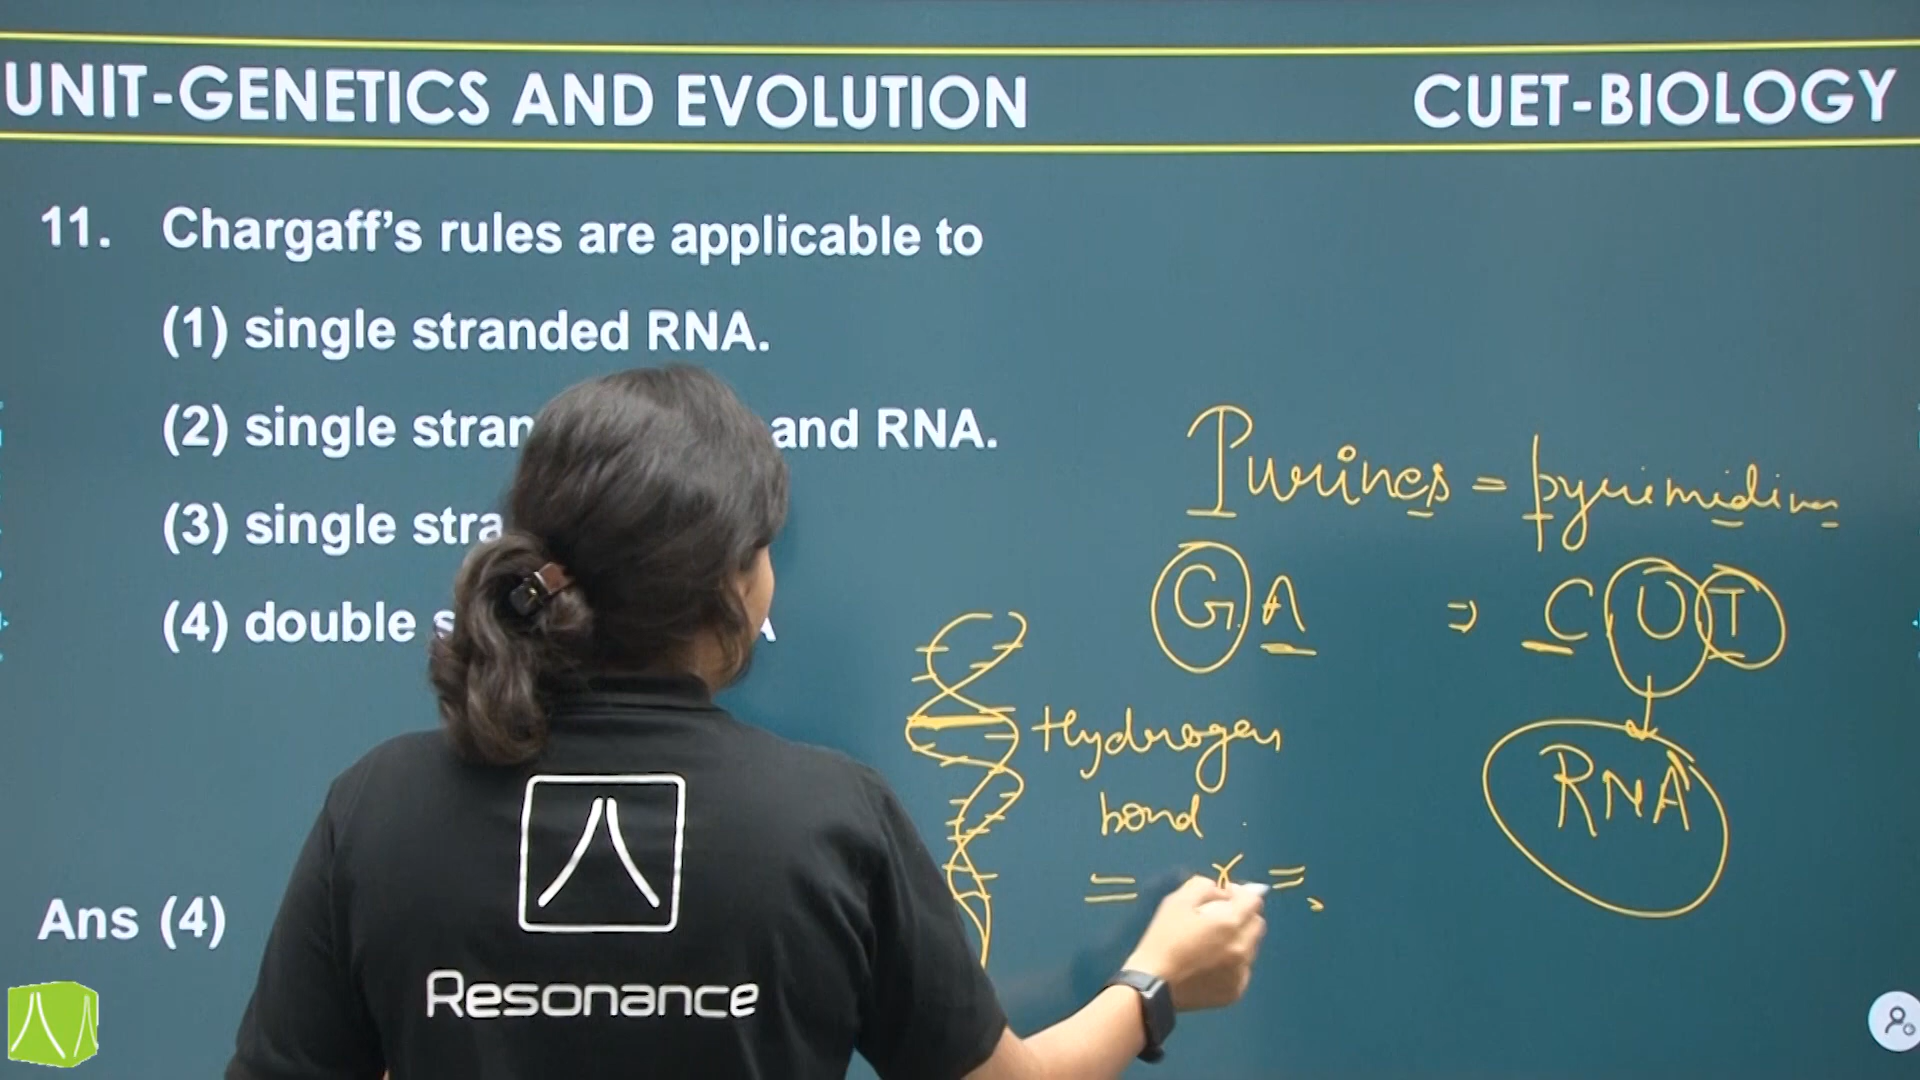 UNIT-GENETICS AND EVOLUTION
CUET-BIOLOGY
11. Chargaff's rules are applicable to
(1) single stranded RNA.
(2) single stran and RNA.
(3) single stra
(4) double s A
Purines = pyrimidines
G A => C U T
Hydrogen
bond.
RNA
= =
Ans (4)
Resonance